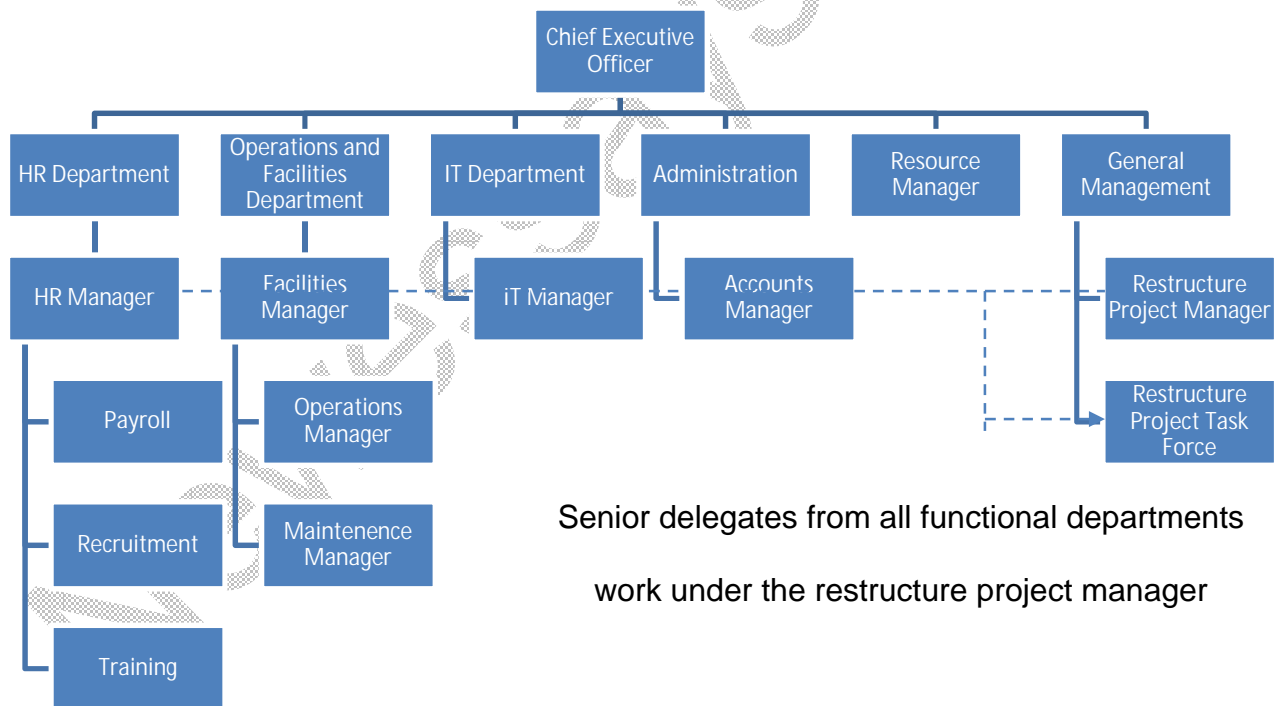 Chief Executive
Officer
HR Department
Operations and
Facilities
Department
IT Department
Administration
Resource
Manager
General
Management
HR Manager
Facilities
Manager
iT Manager
Accounts
Manager
Restructure
Project Manager
Payroll
Operations
Manager
Restructure
Project Task
Force
Recruitment
Maintenence
Manager
Training
Senior delegates from all functional departments
work under the restructure project manager